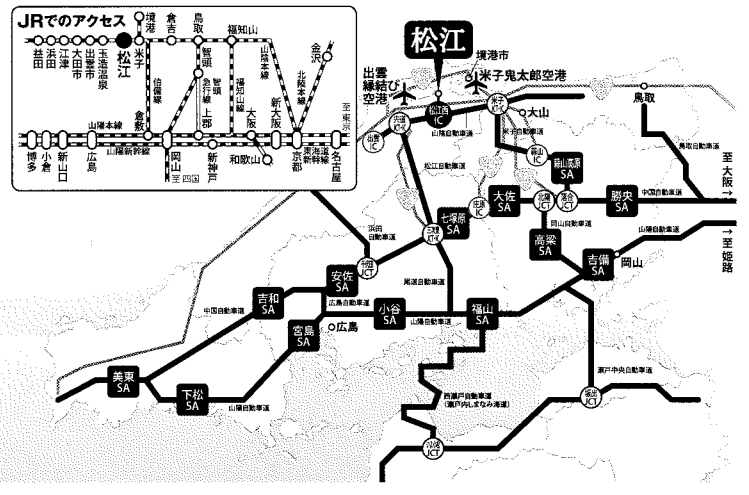 JRでのアクセス
境港
倉吉
鳥取
福知山
金沢
益田
浜田
江津
大田市
出雲市
玉造温泉
松江
米子
智頭
智頭急行線
伯備線
福知山線
山陰本線
北陸本線
倉敷
上郡
大阪
新大阪
山陽本線
山陽新幹線
東海道新幹線
至東京
博多
小倉
新山口
広島
岡山
至四国
新神戸
和歌山
京都
名古屋
松江
境港市
出雲縁結び空港
米子鬼太郎空港
松江西IC
米子
大山
鳥取
出雲
宍道
山陰自動車道
米子自動車道
鳥取自動車道
蒜山
IC
蒜山高原SA
松江自動車道
至大阪→
庄原IC
大佐SA
北房JCT
落合JCT
勝央SA
中国自動車道
七塚原SA
三次東
岡山自動車道
山陽自動車道
高梁SA
吉備SA
岡山
→至姫路
浜田自動車道
千代田JCT
尾道自動車道
安佐SA
広島自動車道
吉和SA
中国自動車道
宮島SA
広島
小谷SA
山陽自動車道
福山SA
美東SA
下松SA
山陽自動車道
西瀬戸自動車道
(瀬戸内しまなみ海道)
瀬戸中央自動車道
坂出JCT
JCT